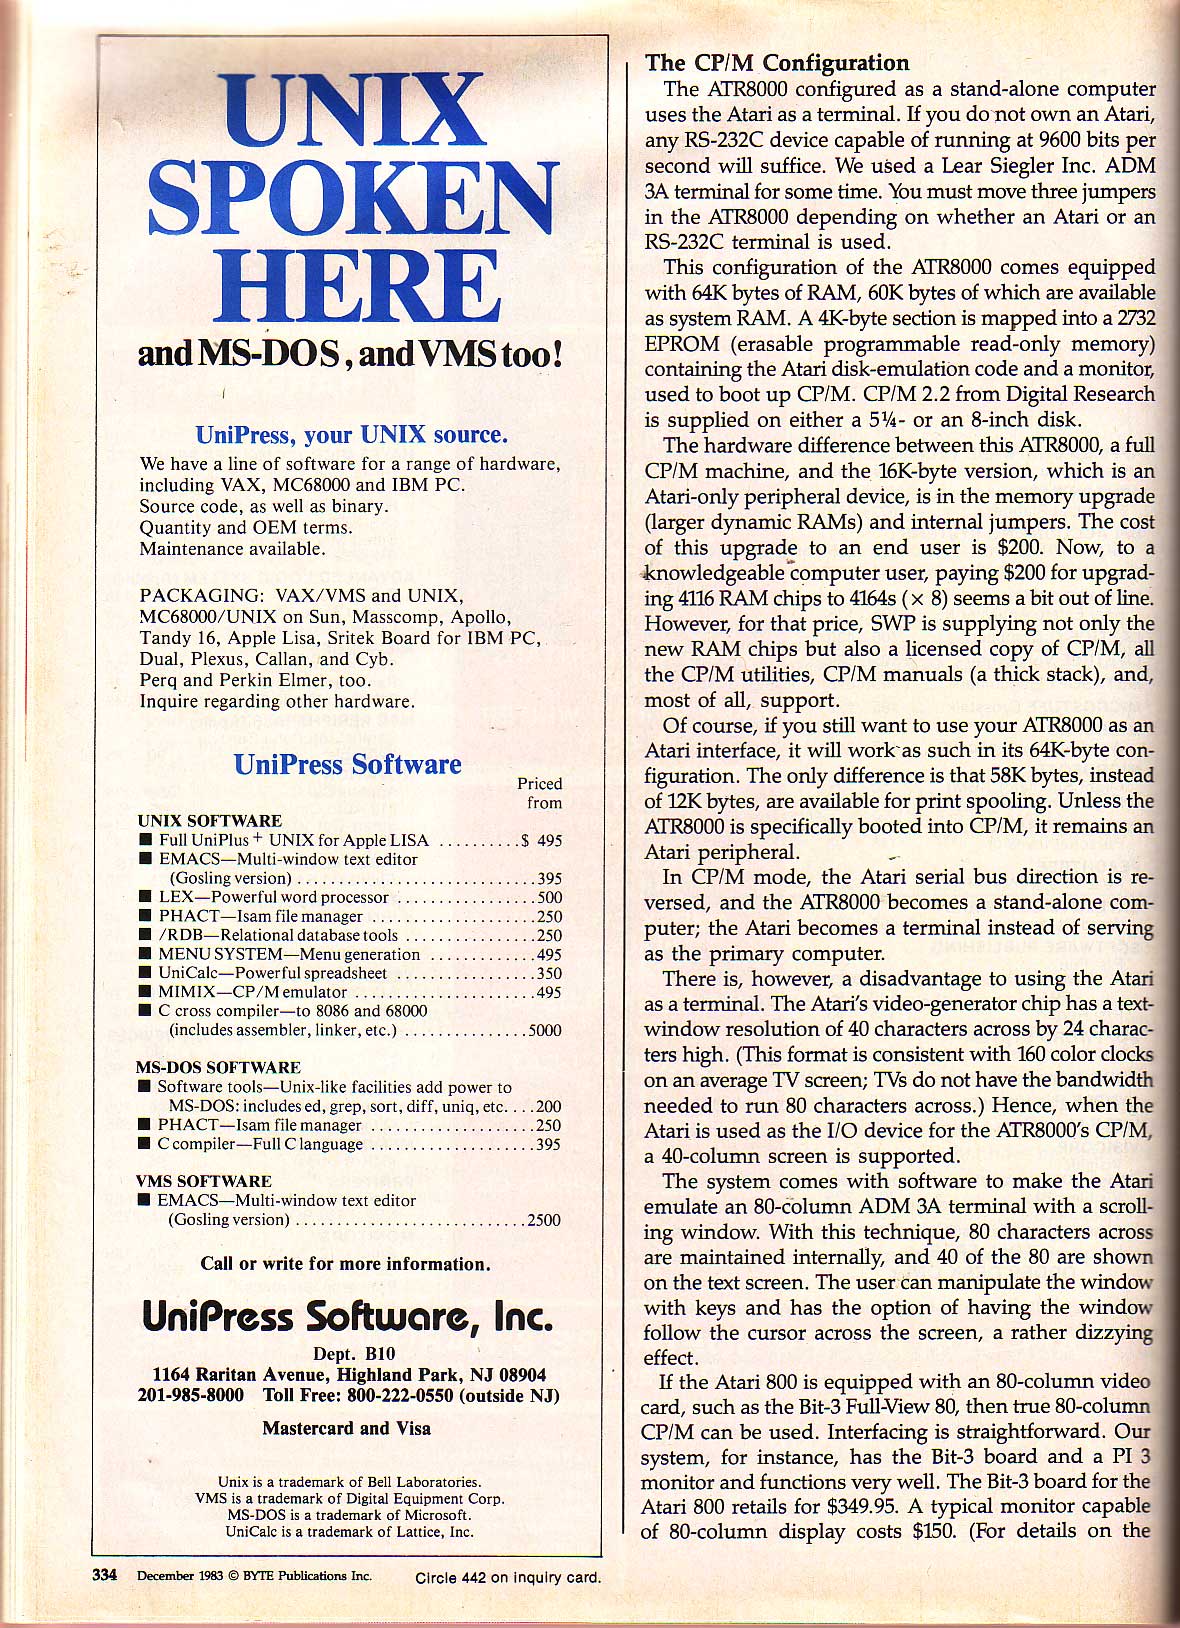 UNIX
SPOKEN
HERE
and MS-DOS, and VMS too!
UniPress, your UNIX source.
We have a line of software for a range of hardware,
including VAX, MC68000 and IBM PC.
Source code, as well as binary.
Quantity and OEM terms.
Maintenance available.
PACKAGING: VAX/VMS and UNIX,
MC68000/UNIX on Sun, Masscomp, Apollo,
Tandy 16, Apple Lisa, Sritek Board for IBM PC,
Dual, Plexus, Callan, and Cyb.
Perq and Perkin Elmer, too.
Inquire regarding other hardware.
UniPress Software
Priced
from
UNIX SOFTWARE
■ Full UniPlus + UNIX for Apple LISA ..........$ 495
■ EMACS—Multi-window text editor
(Gosling version) ..............................395
■ LEX—Powerful word processor .................500
■ PHACT—Isam file manager ....................250
■ /RDB—Relational database tools ................250
■ MENU SYSTEM—Menu generation .............495
■ UniCalc—Powerful spreadsheet .................350
■ MIMIX—CP/M emulator ......................495
■ C cross compiler—to 8086 and 68000
(includes assembler, linker, etc.) ...............5000
MS-DOS SOFTWARE
■ Software tools—Unix-like facilities add power to
MS-DOS: includes ed, grep, sort, diff, uniq, etc. ...200
■ PHACT—Isam file manager ....................250
■ C compiler—Full C language ....................395
VMS SOFTWARE
■ EMACS—Multi-window text editor
(Gosling version) ............................2500
Call or write for more information.
UniPress Software, Inc.
Dept. B10
1164 Raritan Avenue, Highland Park, NJ 08904
201-985-8000 Toll Free: 800-222-0550 (outside NJ)
Mastercard and Visa
Unix is a trademark of Bell Laboratories.
VMS is a trademark of Digital Equipment Corp.
MS-DOS is a trademark of Microsoft.
UniCalc is a trademark of Lattice, Inc.
The CP/M Configuration
The ATR8000 configured as a stand-alone computer
uses the Atari as a terminal. If you do not own an Atari,
any RS-232C device capable of running at 9600 bits per
second will suffice. We used a Lear Siegler Inc. ADM
3A terminal for some time. You must move three jumpers
in the ATR8000 depending on whether an Atari or an
RS-232C terminal is used.
This configuration of the ATR8000 comes equipped
with 64K bytes of RAM, 60K bytes of which are available
as system RAM. A 4K-byte section is mapped into a 2732
EPROM (erasable programmable read-only memory)
containing the Atari disk-emulation code and a monitor,
used to boot up CP/M. CP/M 2.2 from Digital Research
is supplied on either a 5¼- or an 8-inch disk.
The hardware difference between this ATR8000, a full
CP/M machine, and the 16K-byte version, which is an
Atari-only peripheral device, is in the memory upgrade
(larger dynamic RAMs) and internal jumpers. The cost
of this upgrade to an end user is $200. Now, to a
knowledgeable computer user, paying $200 for upgrad-
ing 4116 RAM chips to 4164s (× 8) seems a bit out of line.
However, for that price, SWP is supplying not only the
new RAM chips but also a licensed copy of CP/M, all
the CP/M utilities, CP/M manuals (a thick stack), and,
most of all, support.
Of course, if you still want to use your ATR8000 as an
Atari interface, it will work as such in its 64K-byte con-
figuration. The only difference is that 58K bytes, instead
of 12K bytes, are available for print spooling. Unless the
ATR8000 is specifically booted into CP/M, it remains an
Atari peripheral.
In CP/M mode, the Atari serial bus direction is re-
versed, and the ATR8000 becomes a stand-alone com-
puter; the Atari becomes a terminal instead of serving
as the primary computer.
There is, however, a disadvantage to using the Atari
as a terminal. The Atari's video-generator chip has a text-
window resolution of 40 characters across by 24 charac-
ters high. (This format is consistent with 160 color clocks
on an average TV screen; TVs do not have the bandwidth
needed to run 80 characters across.) Hence, when the
Atari is used as the I/O device for the ATR8000's CP/M,
a 40-column screen is supported.
The system comes with software to make the Atari
emulate an 80-column ADM 3A terminal with a scroll-
ing window. With this technique, 80 characters across
are maintained internally, and 40 of the 80 are shown
on the text screen. The user can manipulate the window
with keys and has the option of having the window
follow the cursor across the screen, a rather dizzying
effect.
If the Atari 800 is equipped with an 80-column video
card, such as the Bit-3 Full-View 80, then true 80-column
CP/M can be used. Interfacing is straightforward. Our
system, for instance, has the Bit-3 board and a PI 3
monitor and functions very well. The Bit-3 board for the
Atari 800 retails for $349.95. A typical monitor capable
of 80-column display costs $150. (For details on the
334 December 1983 © BYTE Publications Inc.
Circle 442 on inquiry card.